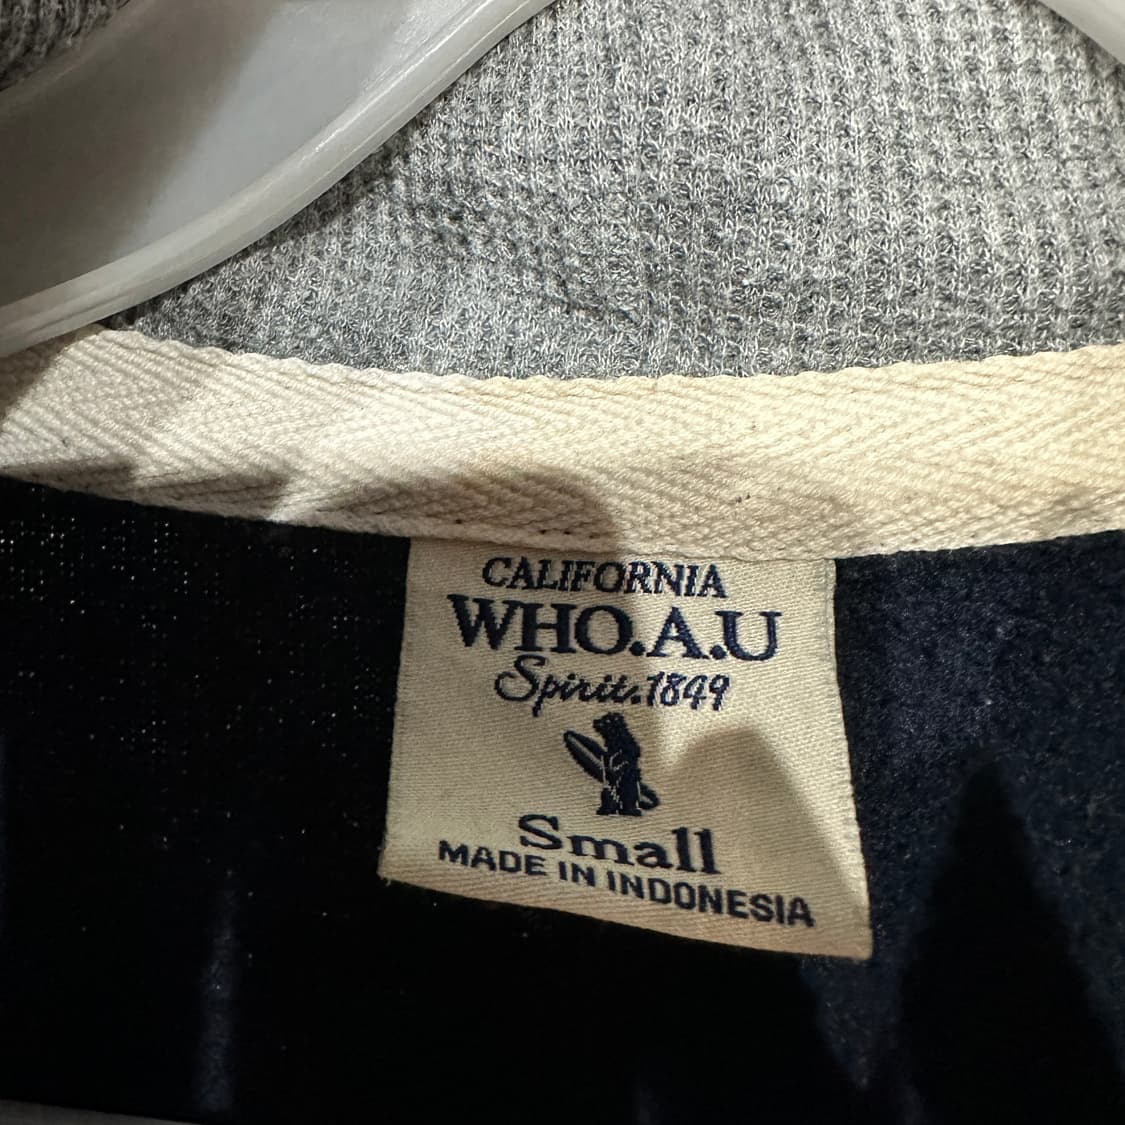 CALIFORNIA
WHO.A.U
Spirit.1849
Small
MADE IN INDONESIA